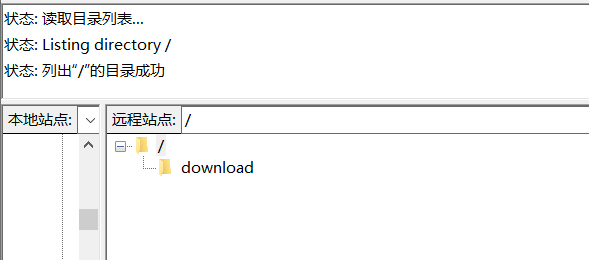 状态: 读取目录列表...
状态: Listing directory /
状态: 列出“/”的目录成功
本地站点:
远程站点: /
/
download